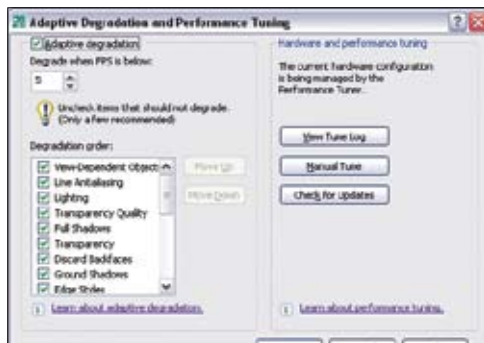 Adaptive Degradation and Performance Tuning
Adaptive degradation
Degrade when FPS is below:
5
Uncheck items that should not degrade.
(Only a few recommended)
Degradation order:
View-Dependent Object
Line Antialiasing
Lighting
Transparency Quality
Full Shadows
Transparency
Discard Backfaces
Ground Shadows
Edge Styles
Move Up
Move Down
Learn about adaptive degradation.
Hardware and performance tuning
The current hardware configuration
is being managed by the
Performance Tuner.
View Tune Log
Manual Tune
Check for Updates
Learn about performance tuning.